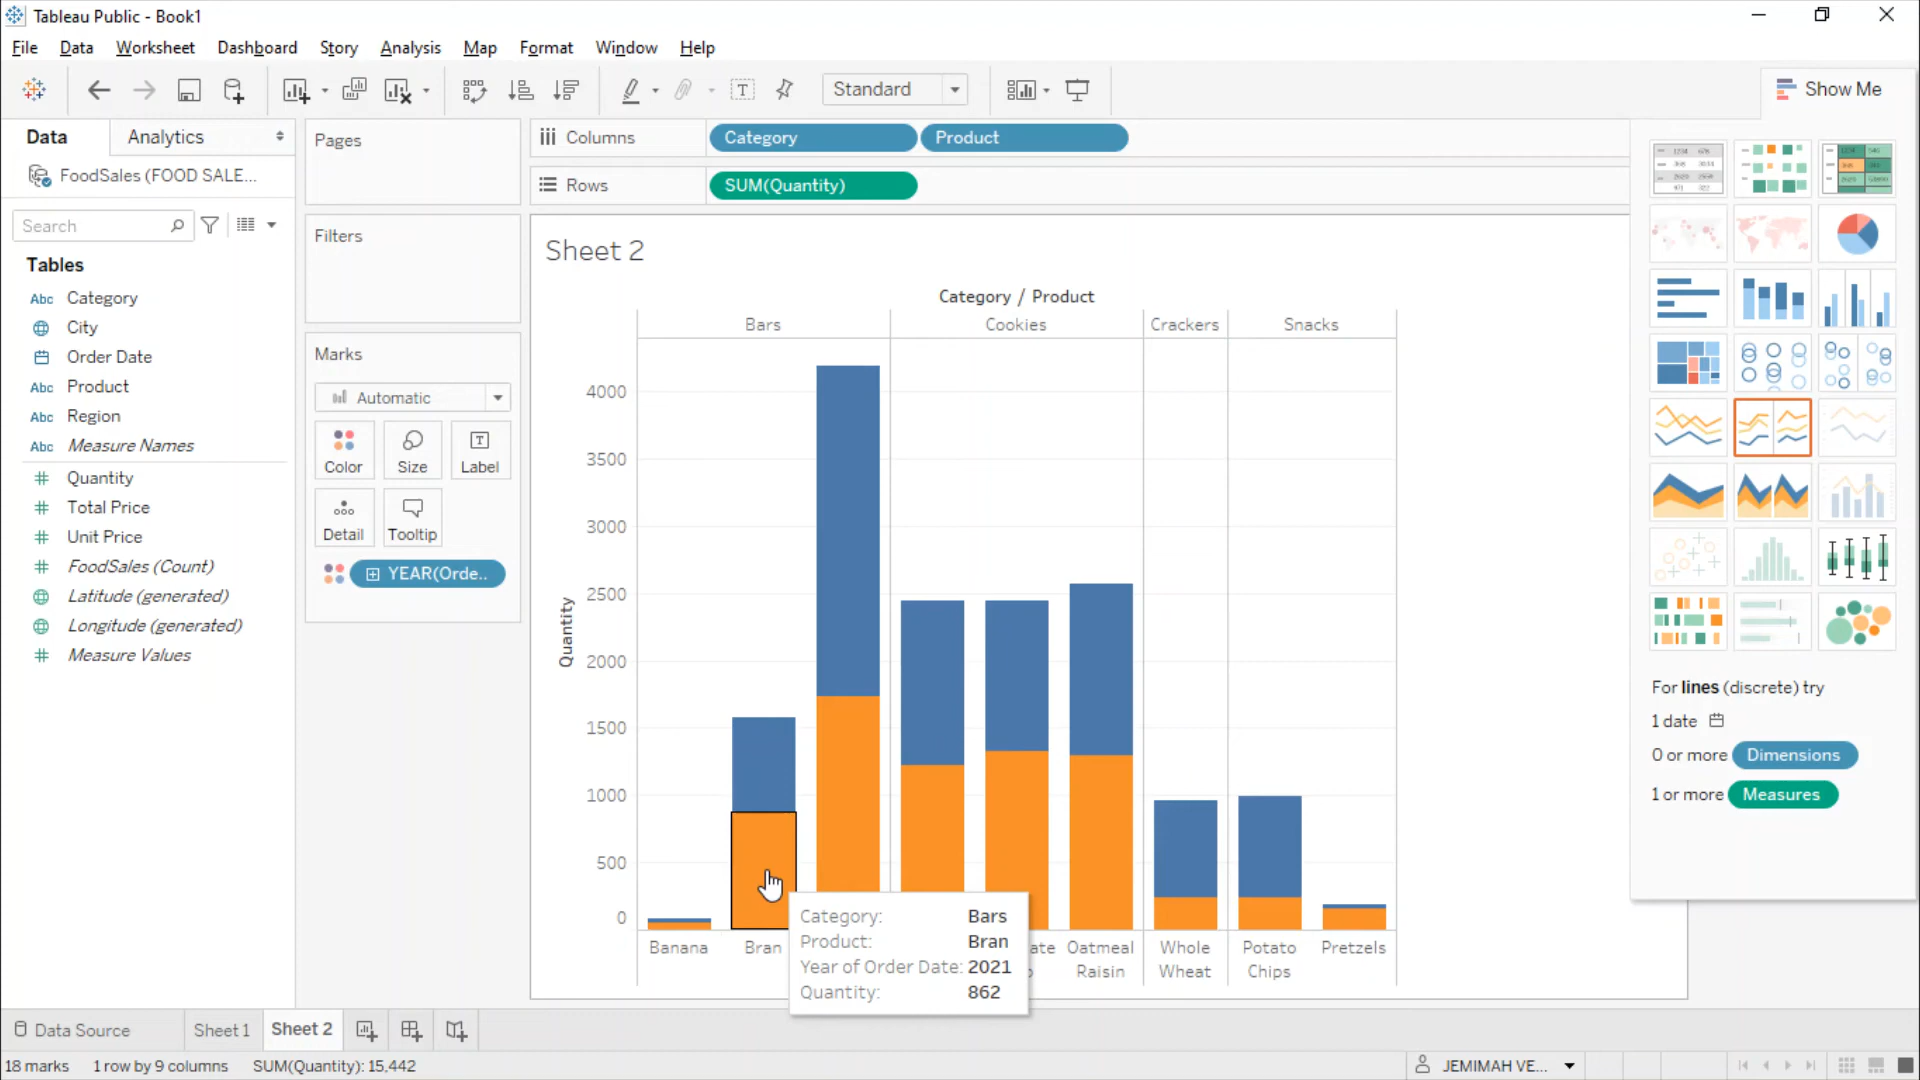 Tableau Public - Book1
File Data Worksheet Dashboard Story Analysis Map Format Window Help
Standard
Show Me
Data Analytics
FoodSales (FOOD SALE...
Search
Tables
Abc Category
City
Order Date
Abc Product
Abc Region
Abc Measure Names
Quantity
Total Price
Unit Price
FoodSales (Count)
Latitude (generated)
Longitude (generated)
Measure Values
Pages
Filters
Marks
Automatic
Color Size Label
Detail Tooltip
YEAR(Orde..
Columns Category Product
Rows SUM(Quantity)
Sheet 2
Category / Product
Bars Cookies Crackers Snacks
Quantity
4000
3500
3000
2500
2000
1500
1000
500
0
Banana Bran ate Oatmeal Raisin Whole Wheat Potato Chips Pretzels
Category: Bars
Product: Bran
Year of Order Date: 2021
Quantity: 862
For lines (discrete) try
1 date
0 or more Dimensions
1 or more Measures
Data Source Sheet 1 Sheet 2
18 marks 1 row by 9 columns SUM(Quantity): 15,442
JEMIMAH VE...